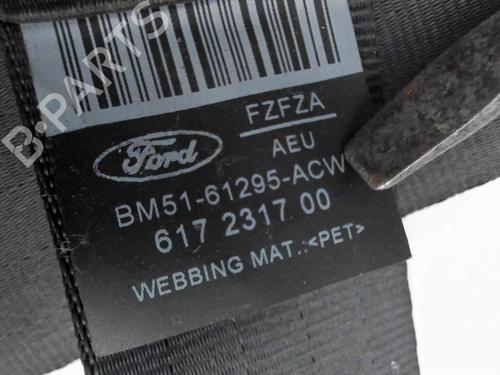 B-PARTS
FZFZA
Ford
AEU
BM51-61295-ACW
617 2317 00
WEBBING MAT.:<PET>